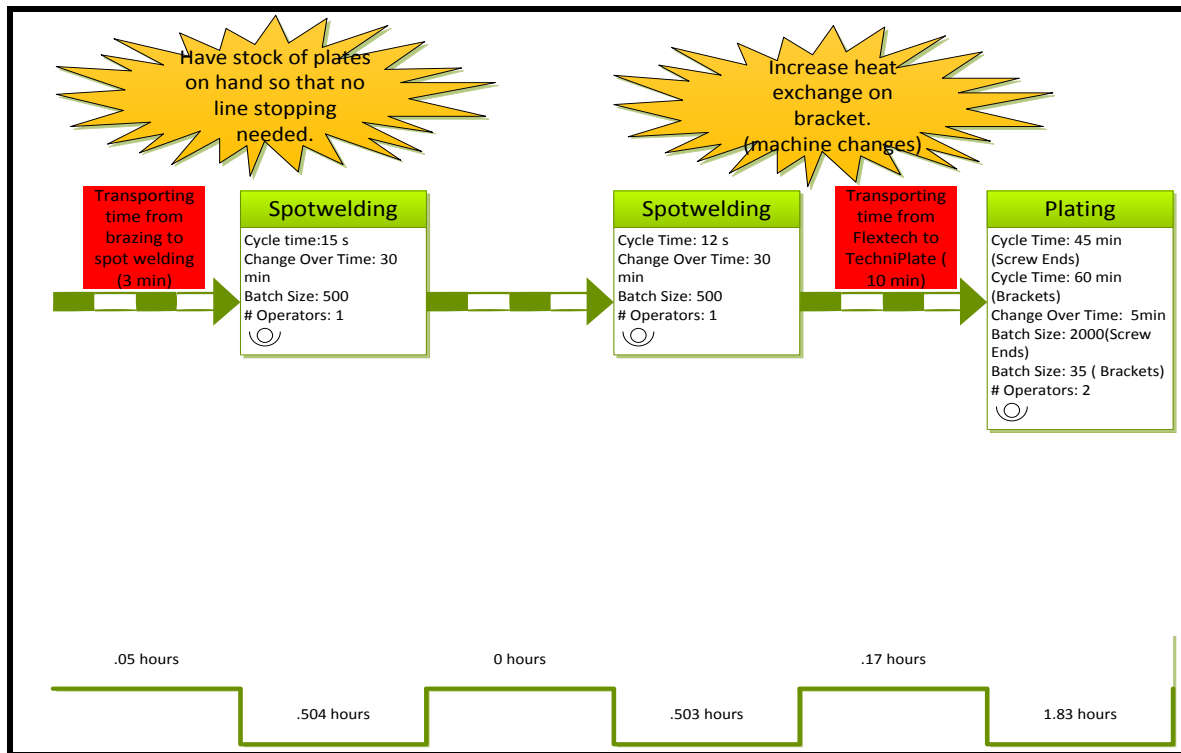 Have stock of plates
on hand so that no
line stopping
needed.
Increase heat
exchange on
bracket.
(machine changes)
Transporting
time from
brazing to
spot welding
(3 min)
Spotwelding
Cycle time:15 s
Change Over Time: 30
min
Batch Size: 500
# Operators: 1
Spotwelding
Cycle Time: 12 s
Change Over Time: 30
min
Batch Size: 500
# Operators: 1
Transporting
time from
Flextech to
TechniPlate (
10 min)
Plating
Cycle Time: 45 min
(Screw Ends)
Cycle Time: 60 min
(Brackets)
Change Over Time:  5min
Batch Size: 2000(Screw
Ends)
Batch Size: 35 ( Brackets)
# Operators: 2
.05 hours
0 hours
.17 hours
.504 hours
.503 hours
1.83 hours